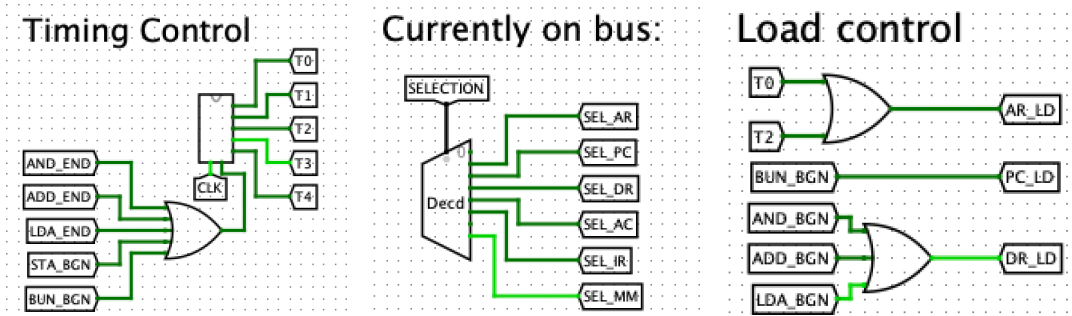 Timing Control
T0
T1
T2
T3
T4
CLK
AND_END
ADD_END
LDA_END
STA_BGN
BUN_BGN
Currently on bus:
SELECTION
0
Decd
SEL_AR
SEL_PC
SEL_DR
SEL_AC
SEL_IR
SEL_MM
Load control
T0
T2
AR_LD
BUN_BGN
PC_LD
AND_BGN
ADD_BGN
LDA_BGN
DR_LD